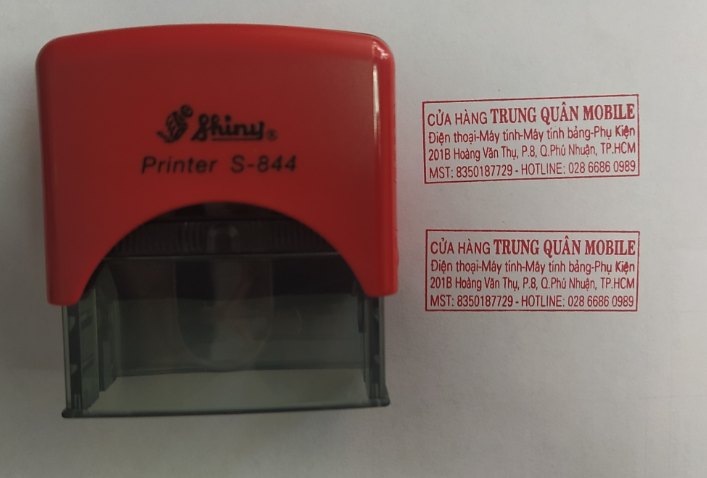 Shiny®
Printer S-844
CỬA HÀNG TRUNG QUÂN MOBILE
Điện thoại-Máy tính-Máy tính bảng-Phụ Kiện
201B Hoàng Văn Thụ, P.8, Q.Phú Nhuận, TP.HCM
MST: 8350187729 - HOTLINE: 028 6686 0989
CỬA HÀNG TRUNG QUÂN MOBILE
Điện thoại-Máy tính-Máy tính bảng-Phụ Kiện
201B Hoàng Văn Thụ, P.8, Q.Phú Nhuận, TP.HCM
MST: 8350187729 - HOTLINE: 028 6686 0989